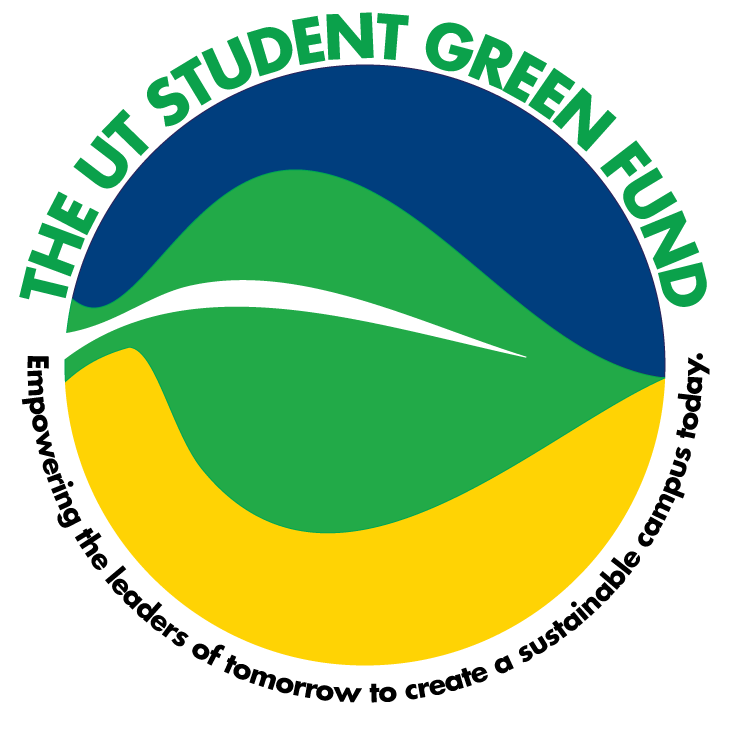 THE UT STUDENT GREEN FUND
Empowering the leaders of tomorrow to create a sustainable campus today.